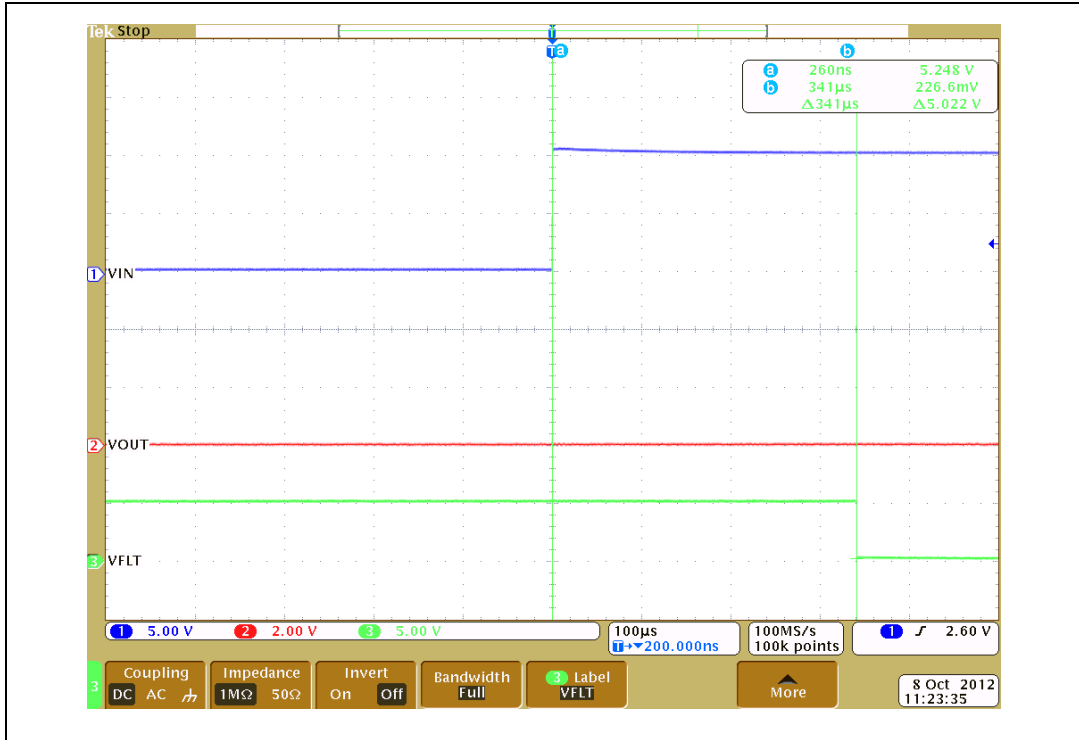 Tek Stop
T
T a b
a 260ns 5.248 V
b 341µs 226.6mV
Δ341µs Δ5.022 V
1 VIN
2 VOUT
3 VFLT
1 5.00 V 2 2.00 V 3 5.00 V
100µs
T→▼200.000ns
100MS/s
100k points
1 2.60 V
3
Coupling
DC AC
Impedance
1MΩ 50Ω
Invert
On Off
Bandwidth
Full
3 Label
VFLT
More
8 Oct 2012
11:23:35